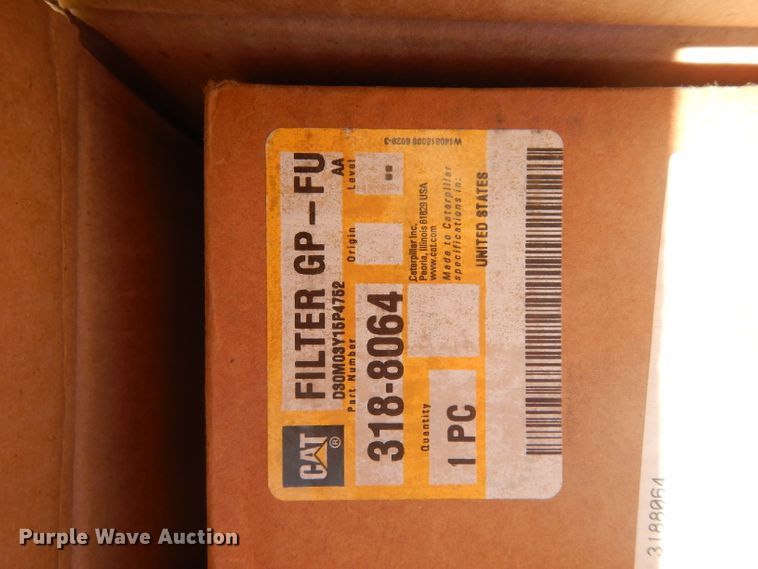 CAT®
FILTER GP-FU
D30M03Y15P4752 AA
Part Number Origin Level
318-8064
Quantity
1 PC
Caterpillar Inc.
Peoria, Illinois 61629 USA
www.cat.com
Made to Caterpillar
specifications in:
UNITED STATES
3188064
Purple Wave Auction®